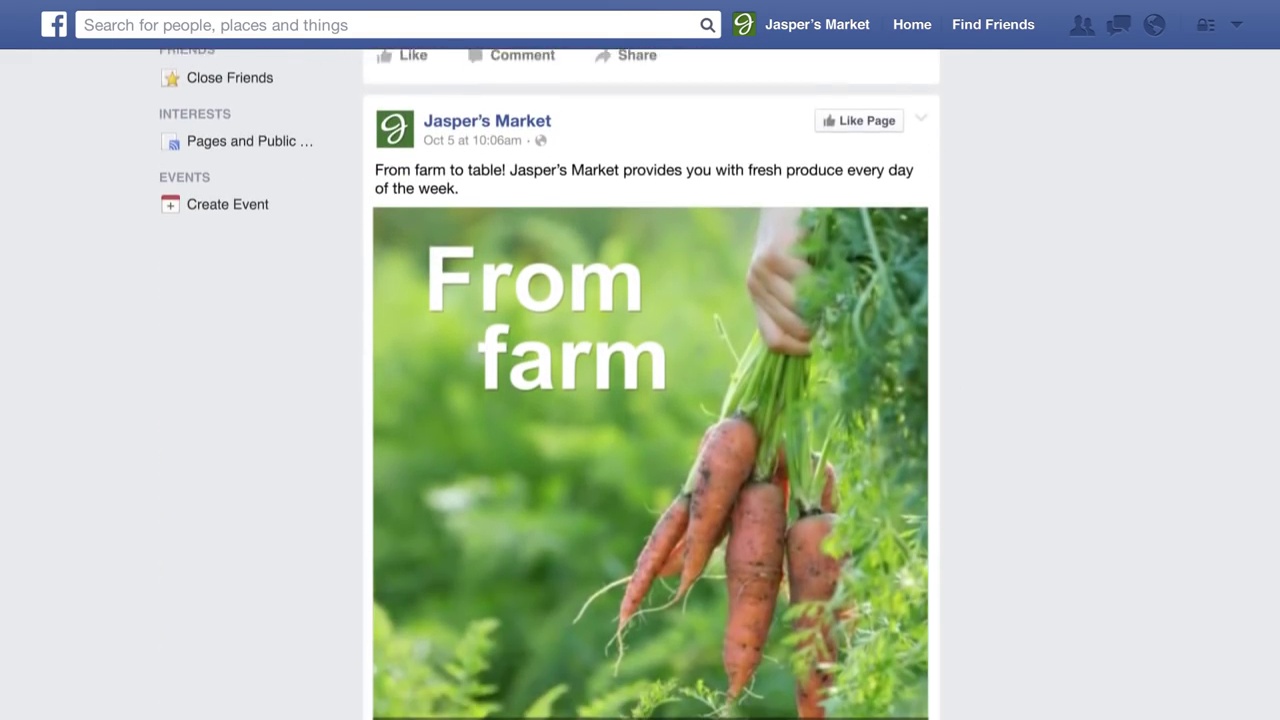 Search for people, places and things
Jasper’s Market
Home
Find Friends
FRIENDS
Close Friends
INTERESTS
Pages and Public ...
EVENTS
Create Event
Like
Comment
Share
Jasper’s Market
Oct 5 at 10:06am ·
Like Page
From farm to table! Jasper’s Market provides you with fresh produce every day
of the week.
From
farm